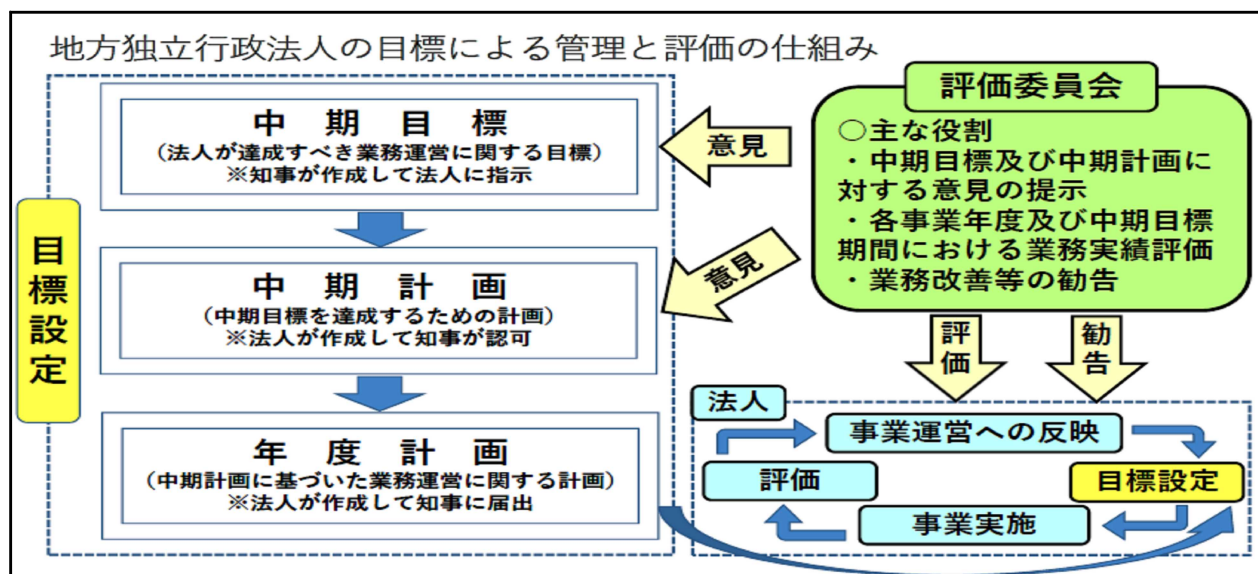 地方独立行政法人の目標による管理と評価の仕組み
目標設定
中期目標
(法人が達成すべき業務運営に関する目標)
※知事が作成して法人に指示
中期計画
(中期目標を達成するための計画)
※法人が作成して知事が認可
年度計画
(中期計画に基づいた業務運営に関する計画)
※法人が作成して知事に届出
意見
意見
評価委員会
○主な役割
・中期目標及び中期計画に
対する意見の提示
・各事業年度及び中期目標
期間における業務実績評価
・業務改善等の勧告
評価
勧告
法人
事業運営への反映
評価
目標設定
事業実施